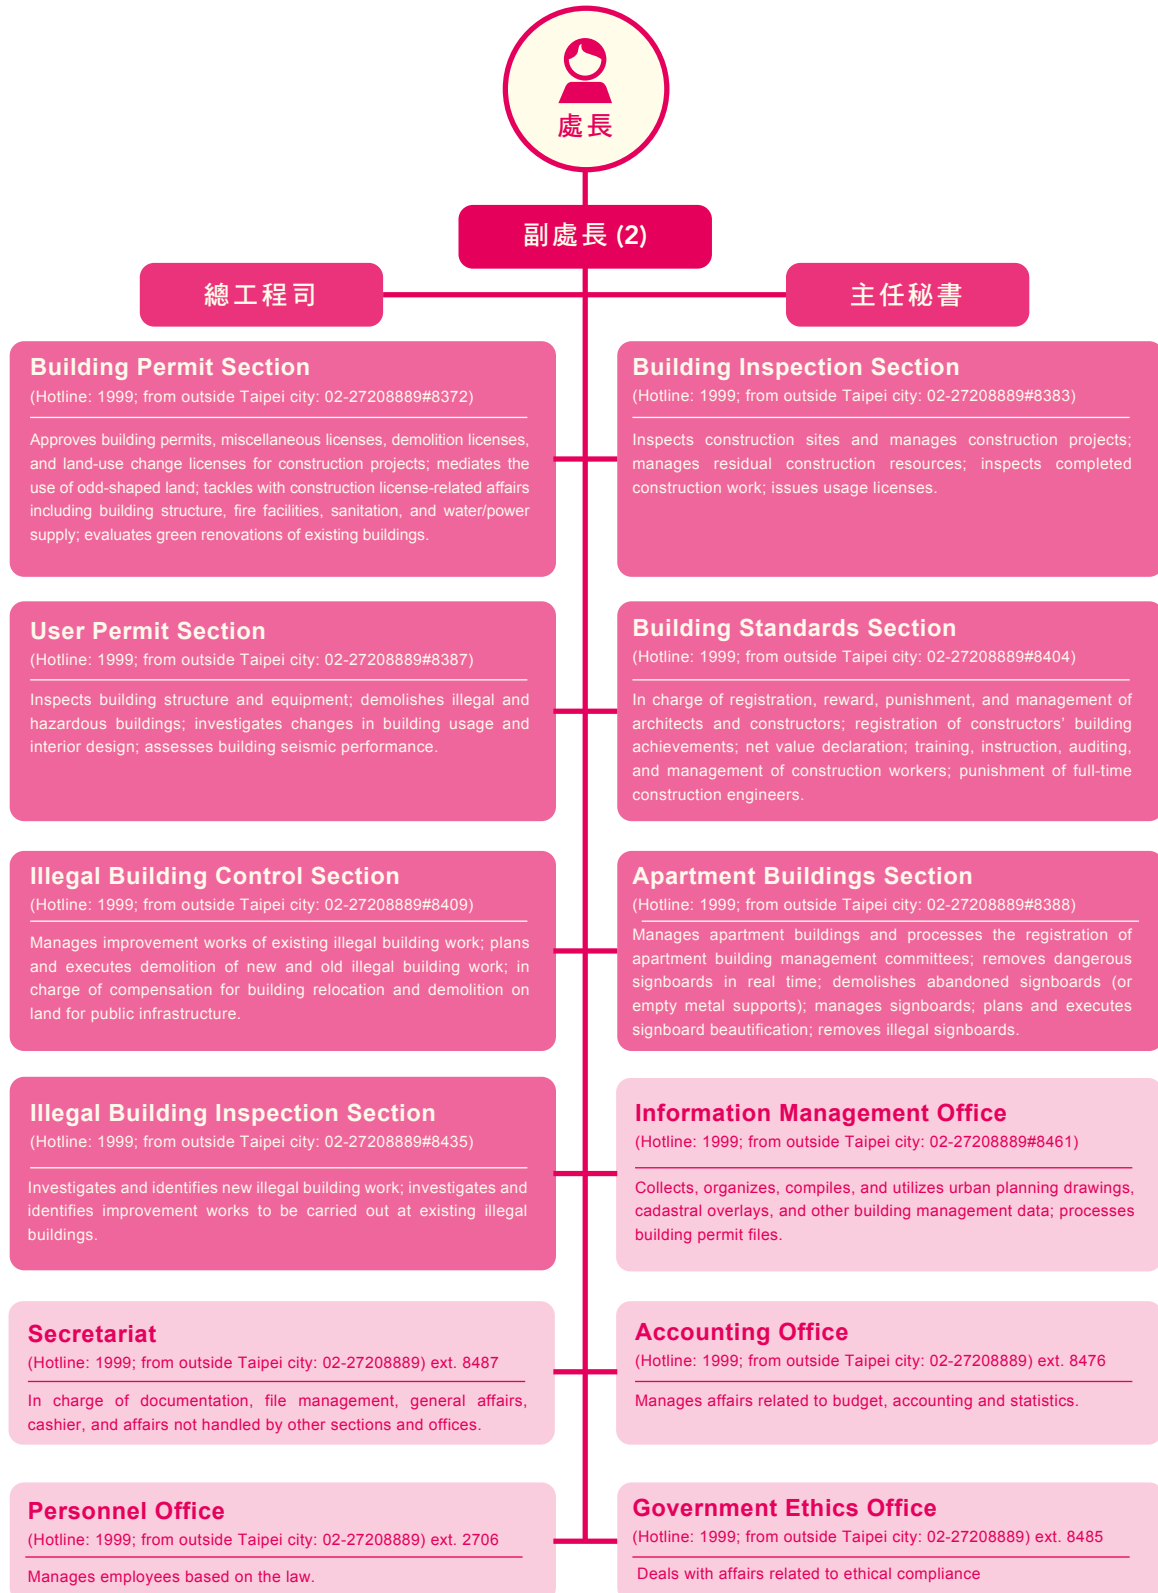 處長
副處長 (2)
總工程司
主任秘書
Building Permit Section
(Hotline: 1999; from outside Taipei city: 02-27208889#8372)
Approves building permits, miscellaneous licenses, demolition licenses,
and land-use change licenses for construction projects; mediates the
use of odd-shaped land; tackles with construction license-related affairs
including building structure, fire facilities, sanitation, and water/power
supply; evaluates green renovations of existing buildings.
Building Inspection Section
(Hotline: 1999; from outside Taipei city: 02-27208889#8383)
Inspects construction sites and manages construction projects;
manages residual construction resources; inspects completed
construction work; issues usage licenses.
User Permit Section
(Hotline: 1999; from outside Taipei city: 02-27208889#8387)
Inspects building structure and equipment; demolishes illegal and
hazardous buildings; investigates changes in building usage and
interior design; assesses building seismic performance.
Building Standards Section
(Hotline: 1999; from outside Taipei city: 02-27208889#8404)
In charge of registration, reward, punishment, and management of
architects and constructors; registration of constructors' building
achievements; net value declaration; training, instruction, auditing,
and management of construction workers; punishment of full-time
construction engineers.
Illegal Building Control Section
(Hotline: 1999; from outside Taipei city: 02-27208889#8409)
Manages improvement works of existing illegal building work; plans
and executes demolition of new and old illegal building work; in
charge of compensation for building relocation and demolition on
land for public infrastructure.
Apartment Buildings Section
(Hotline: 1999; from outside Taipei city: 02-27208889#8388)
Manages apartment buildings and processes the registration of
apartment building management committees; removes dangerous
signboards in real time; demolishes abandoned signboards (or
empty metal supports); manages signboards; plans and executes
signboard beautification; removes illegal signboards.
Illegal Building Inspection Section
(Hotline: 1999; from outside Taipei city: 02-27208889#8435)
Investigates and identifies new illegal building work; investigates and
identifies improvement works to be carried out at existing illegal
buildings.
Information Management Office
(Hotline: 1999; from outside Taipei city: 02-27208889#8461)
Collects, organizes, compiles, and utilizes urban planning drawings,
cadastral overlays, and other building management data; processes
building permit files.
Secretariat
(Hotline: 1999; from outside Taipei city: 02-27208889) ext. 8487
In charge of documentation, file management, general affairs,
cashier, and affairs not handled by other sections and offices.
Accounting Office
(Hotline: 1999; from outside Taipei city: 02-27208889) ext. 8476
Manages affairs related to budget, accounting and statistics.
Personnel Office
(Hotline: 1999; from outside Taipei city: 02-27208889) ext. 2706
Manages employees based on the law.
Government Ethics Office
(Hotline: 1999; from outside Taipei city: 02-27208889) ext. 8485
Deals with affairs related to ethical compliance